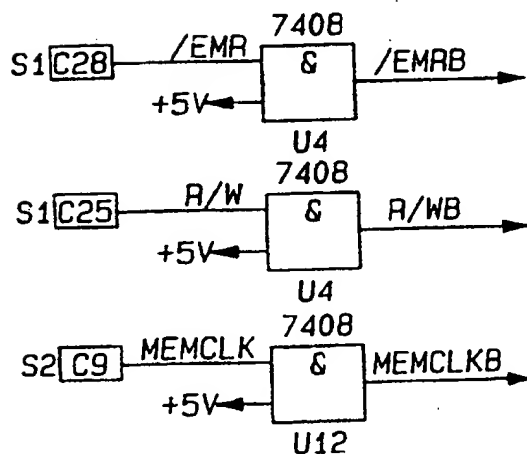 7408
S1 C28 /EMR & /EMRB
+5V
U4
7408
S1 C25 R/W & R/WB
+5V
U4
7408
S2 C9 MEMCLK & MEMCLKB
+5V
U12